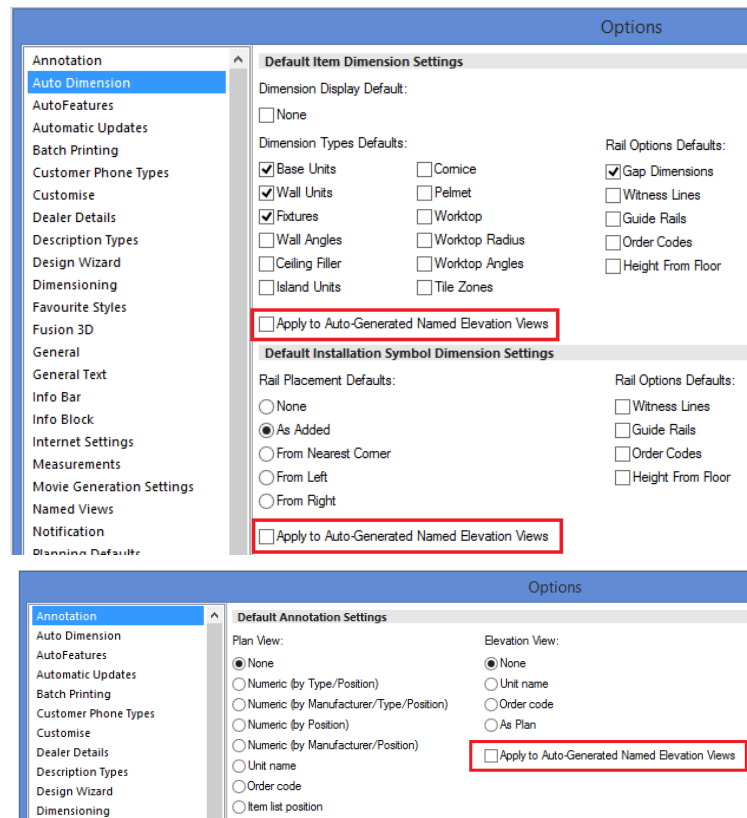 Options
Annotation
Auto Dimension
AutoFeatures
Automatic Updates
Batch Printing
Customer Phone Types
Customise
Dealer Details
Description Types
Design Wizard
Dimensioning
Favourite Styles
Fusion 3D
General
General Text
Info Bar
Info Block
Internet Settings
Measurements
Movie Generation Settings
Named Views
Notification
Planning Defaults
Default Item Dimension Settings
Dimension Display Default:
None
Dimension Types Defaults:
Base Units
Wall Units
Fixtures
Wall Angles
Ceiling Filler
Island Units
Cornice
Pelmet
Worktop
Worktop Radius
Worktop Angles
Tile Zones
Rail Options Defaults:
Gap Dimensions
Witness Lines
Guide Rails
Order Codes
Height From Floor
Apply to Auto-Generated Named Elevation Views
Default Installation Symbol Dimension Settings
Rail Placement Defaults:
None
As Added
From Nearest Corner
From Left
From Right
Rail Options Defaults:
Witness Lines
Guide Rails
Order Codes
Height From Floor
Apply to Auto-Generated Named Elevation Views
Options
Annotation
Auto Dimension
AutoFeatures
Automatic Updates
Batch Printing
Customer Phone Types
Customise
Dealer Details
Description Types
Design Wizard
Dimensioning
Default Annotation Settings
Plan View:
None
Numeric (by Type/Position)
Numeric (by Manufacturer/Type/Position)
Numeric (by Position)
Numeric (by Manufacturer/Position)
Unit name
Order code
Item list position
Elevation View:
None
Unit name
Order code
As Plan
Apply to Auto-Generated Named Elevation Views